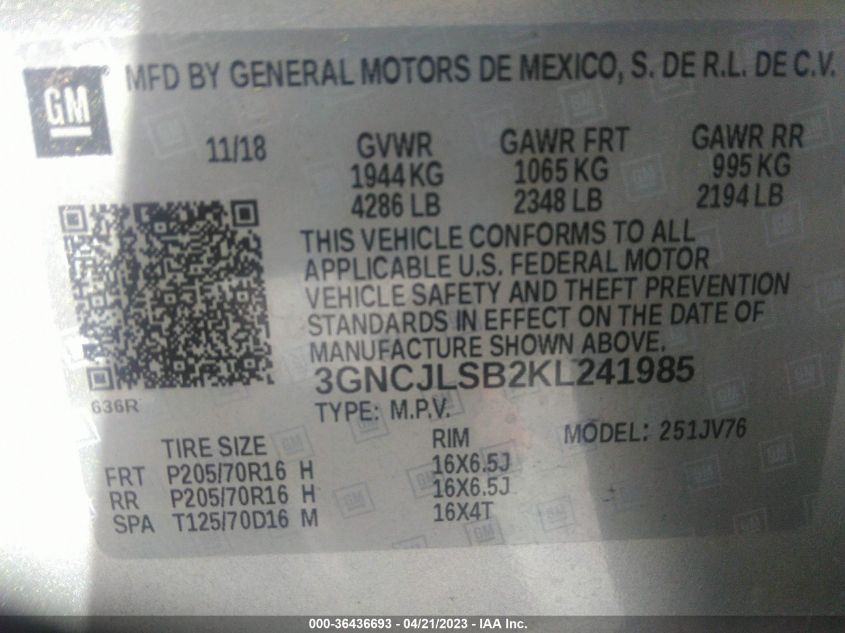 MFD BY GENERAL MOTORS DE MEXICO, S. DE R.L. DE C.V.
GM
11/18 GVWR GAWR FRT GAWR RR
1944 KG 1065 KG 995 KG
4286 LB 2348 LB 2194 LB
THIS VEHICLE CONFORMS TO ALL
APPLICABLE U.S. FEDERAL MOTOR
VEHICLE SAFETY AND THEFT PREVENTION
STANDARDS IN EFFECT ON THE DATE OF
MANUFACTURE SHOWN ABOVE.
3GNCJLSB2KL241985
636R
TYPE: M.P.V.
MODEL: 251JV76
TIRE SIZE RIM
FRT P205/70R16 H 16X6.5J
RR P205/70R16 H 16X6.5J
SPA T125/70D16 M 16X4T
000-36436693 - 04/21/2023 - IAA Inc.